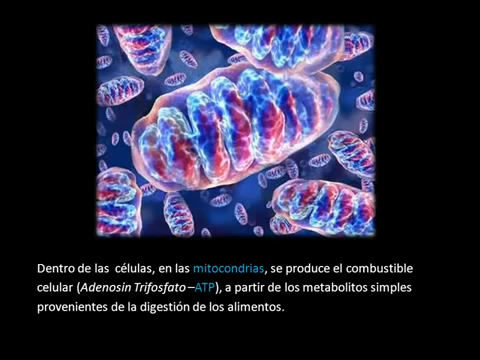 Dentro de las células, en las mitocondrias, se produce el combustible
celular (Adenosin Trifosfato –ATP), a partir de los metabolitos simples
provenientes de la digestión de los alimentos.